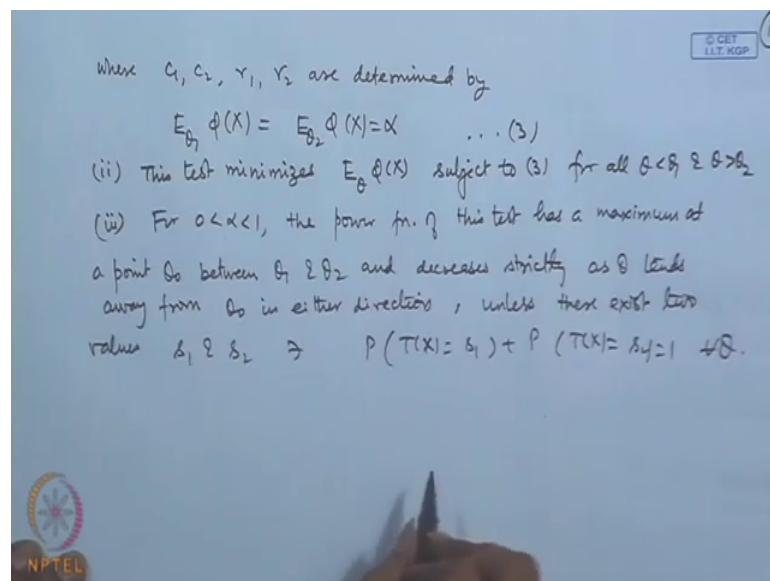 © CET
I.I.T. KGP
where c₁, c₂, r₁, r₂ are determined by
E_θ₁ φ(X) = E_θ₂ φ(X) = α ... (3)
(ii) This test minimizes E_θ φ(X) subject to (3) for all θ < θ₁ & θ > θ₂
(iii) For 0 < α < 1, the power fn. of this test has a maximum at
a point θ₀ between θ₁ & θ₂ and decreases strictly as θ tends
away from θ₀ in either direction, unless there exist two
values s₁ & s₂ ∋ P(T(X) = s₁) + P(T(X) = s₂) = 1 ∀ θ.
NPTEL